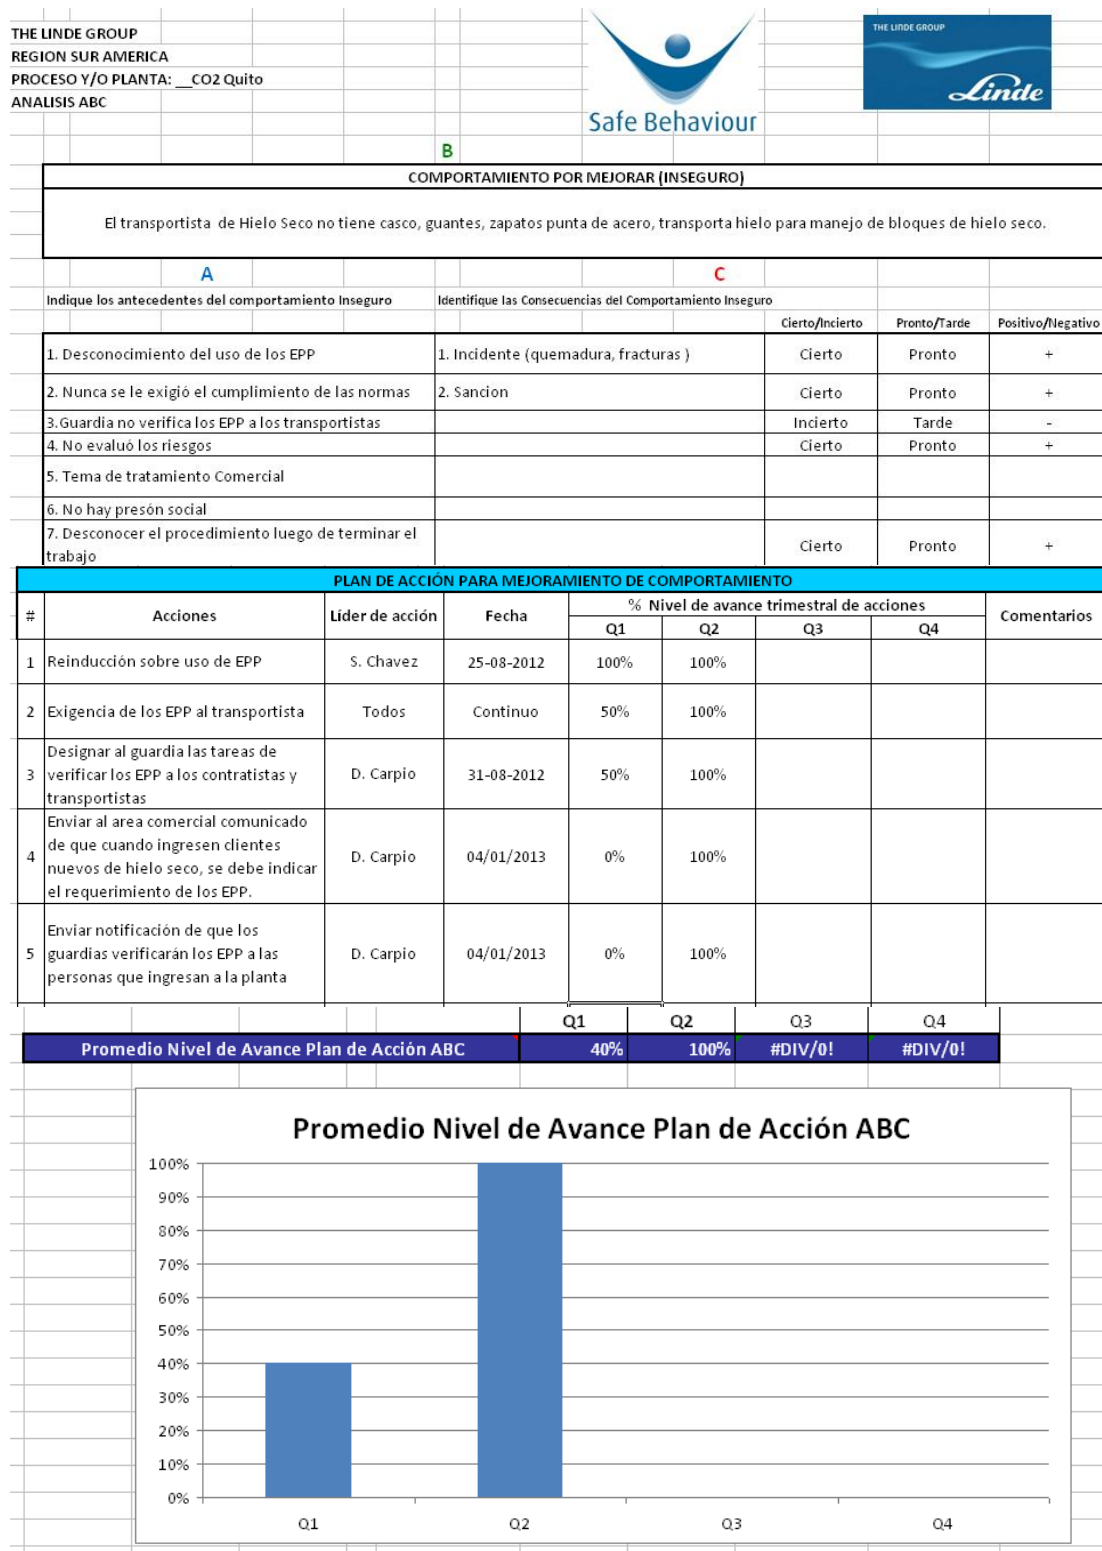 THE LINDE GROUP
REGION SUR AMERICA
PROCESO Y/O PLANTA: __CO2 Quito
ANALISIS ABC
Safe Behaviour
THE LINDE GROUP
Linde
B
COMPORTAMIENTO POR MEJORAR (INSEGURO)
El transportista de Hielo Seco no tiene casco, guantes, zapatos punta de acero, transporta hielo para manejo de bloques de hielo seco.
A C
Indique los antecedentes del comportamiento Inseguro Identifique las Consecuencias del Comportamiento Inseguro
Cierto/Incierto Pronto/Tarde Positivo/Negativo
1. Desconocimiento del uso de los EPP 1. Incidente (quemadura, fracturas ) Cierto Pronto +
2. Nunca se le exigió el cumplimiento de las normas 2. Sancion Cierto Pronto +
3.Guardia no verifica los EPP a los transportistas Incierto Tarde -
4. No evaluó los riesgos Cierto Pronto +
5. Tema de tratamiento Comercial
6. No hay presón social
7. Desconocer el procedimiento luego de terminar el
trabajo Cierto Pronto +
PLAN DE ACCIÓN PARA MEJORAMIENTO DE COMPORTAMIENTO
# Acciones Líder de acción Fecha % Nivel de avance trimestral de acciones Comentarios
Q1 Q2 Q3 Q4
1 Reinducción sobre uso de EPP S. Chavez 25-08-2012 100% 100%
2 Exigencia de los EPP al transportista Todos Continuo 50% 100%
Designar al guardia las tareas de
3 verificar los EPP a los contratistas y D. Carpio 31-08-2012 50% 100%
transportistas
Enviar al area comercial comunicado
de que cuando ingresen clientes
4 nuevos de hielo seco, se debe indicar D. Carpio 04/01/2013 0% 100%
el requerimiento de los EPP.
Enviar notificación de que los
5 guardias verificarán los EPP a las D. Carpio 04/01/2013 0% 100%
personas que ingresan a la planta
Q1 Q2 Q3 Q4
Promedio Nivel de Avance Plan de Acción ABC 40% 100% #DIV/0! #DIV/0!
Promedio Nivel de Avance Plan de Acción ABC
100%
90%
80%
70%
60%
50%
40%
30%
20%
10%
0%
Q1 Q2 Q3 Q4